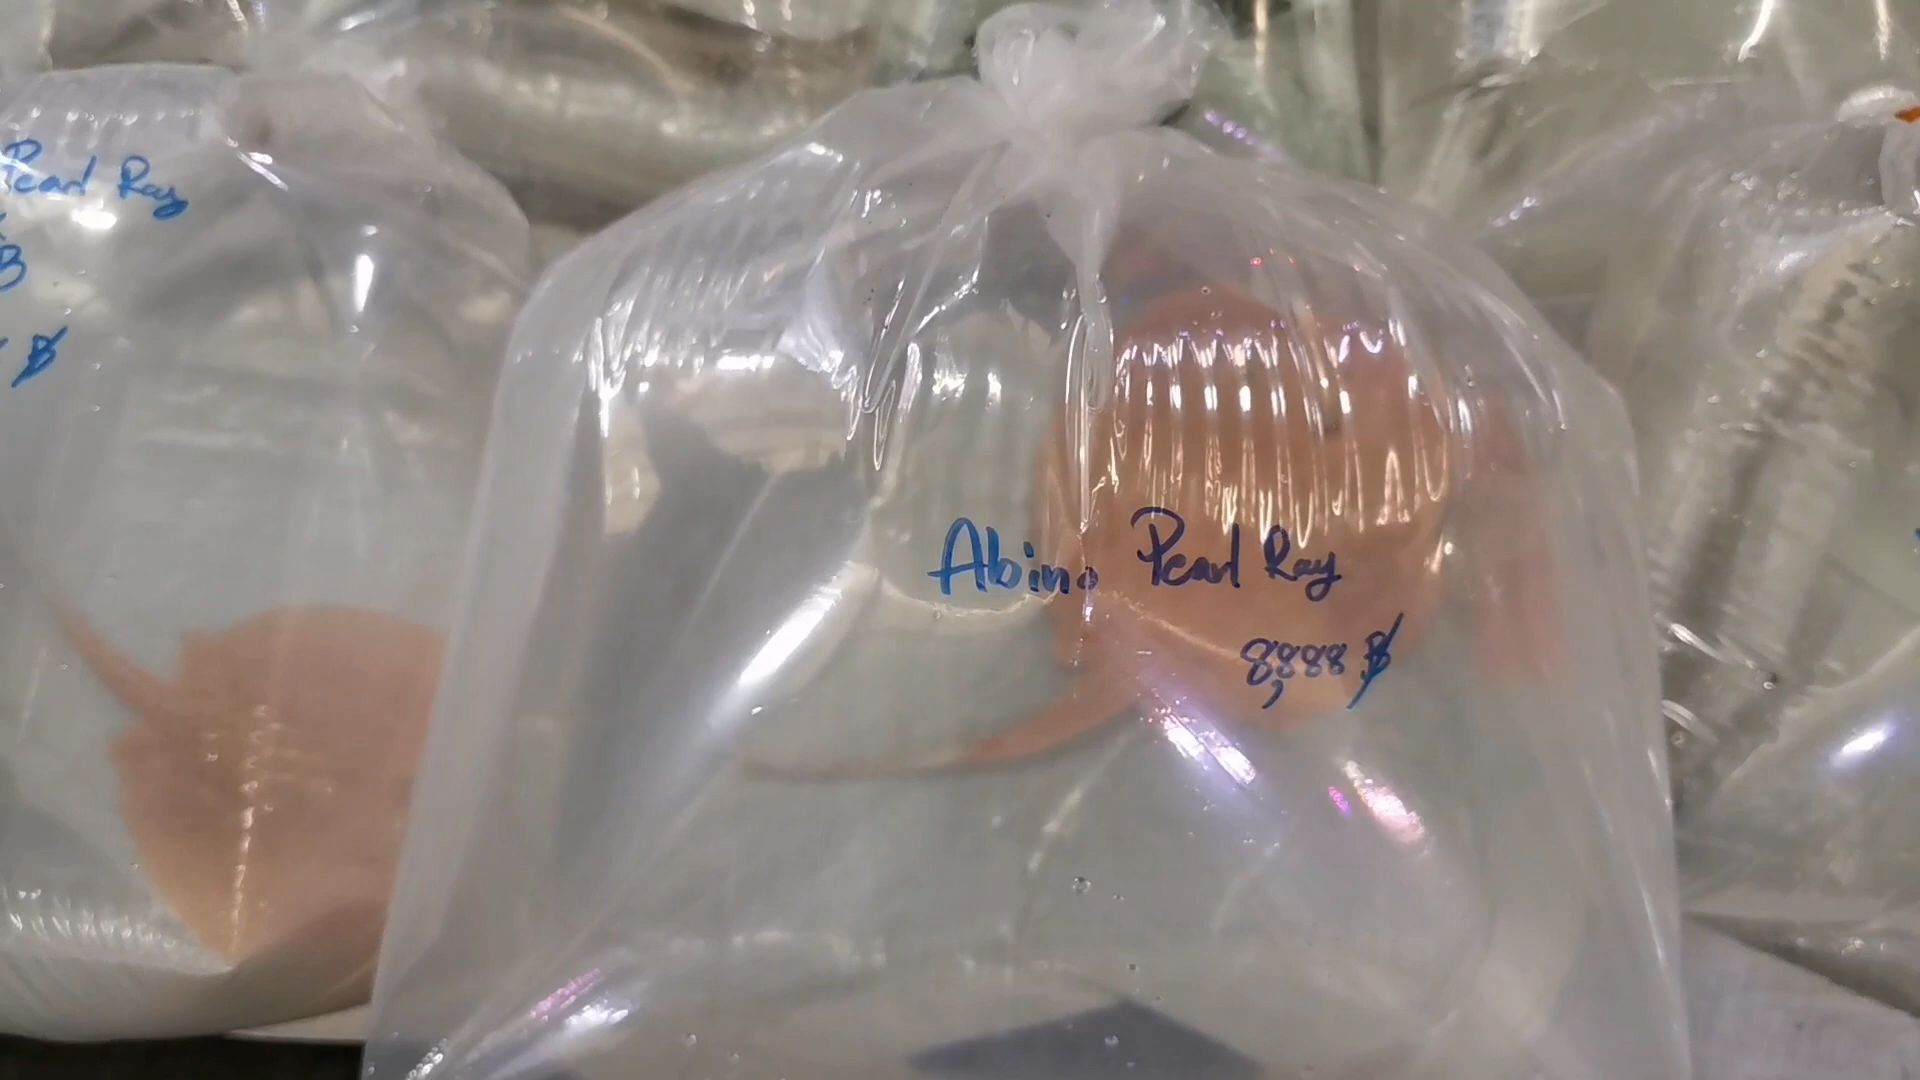 Pearl Ray
B
฿
Abino Pearl Ray
8,888 ฿